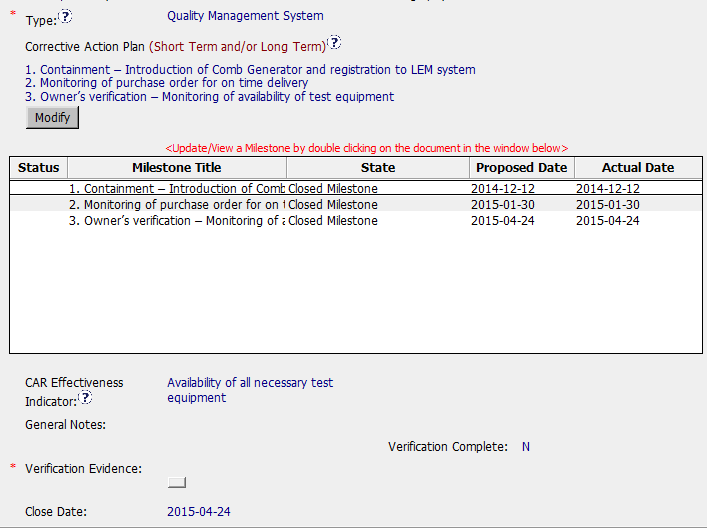 * Type: ? Quality Management System
Corrective Action Plan (Short Term and/or Long Term) ?
1. Containment – Introduction of Comb Generator and registration to LEM system
2. Monitoring of purchase order for on time delivery
3. Owner's verification – Monitoring of availability of test equipment
Modify
<Update/View a Milestone by double clicking on the document in the window below>
Status Milestone Title State Proposed Date Actual Date
1. Containment – Introduction of Comb Closed Milestone 2014-12-12 2014-12-12
2. Monitoring of purchase order for on t Closed Milestone 2015-01-30 2015-01-30
3. Owner's verification – Monitoring of a Closed Milestone 2015-04-24 2015-04-24
CAR Effectiveness Availability of all necessary test
Indicator: ? equipment
General Notes:
Verification Complete: N
* Verification Evidence:
Close Date: 2015-04-24